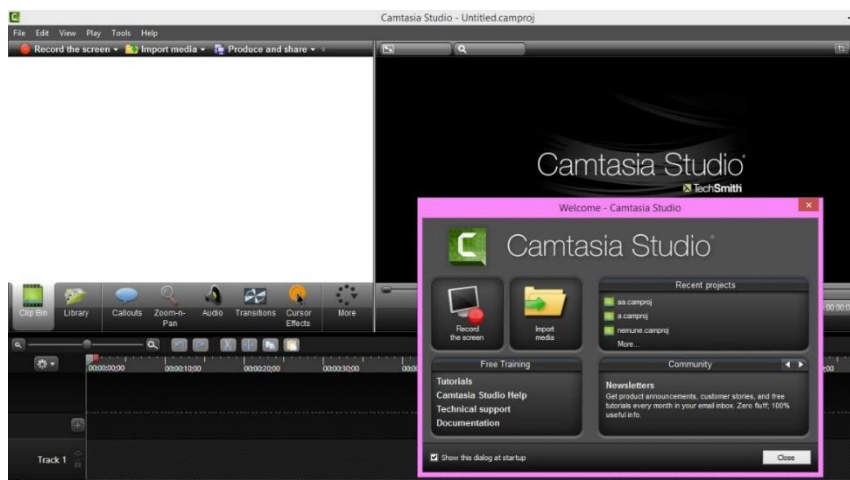 Camtasia Studio - Untitled.camproj
File Edit View Play Tools Help
Record the screen Import media Produce and share
Camtasia Studio
TechSmith
Welcome - Camtasia Studio
Camtasia Studio
Record the screen
Import media
Recent projects
aa.camproj
a.camproj
nemune.camproj
More...
Clip Bin Library Callouts Zoom-n-Pan Audio Transitions Cursor Effects More
00:00:00;00 00:00:10;00 00:00:20;00 00:00:30;00
Free Training
Tutorials
Camtasia Studio Help
Technical support
Documentation
Community
Newsletters
Get product announcements, customer stories, and free
tutorials every month in your email inbox. Zero fluff; 100%
useful info.
Track 1
Show this dialog at startup
Close